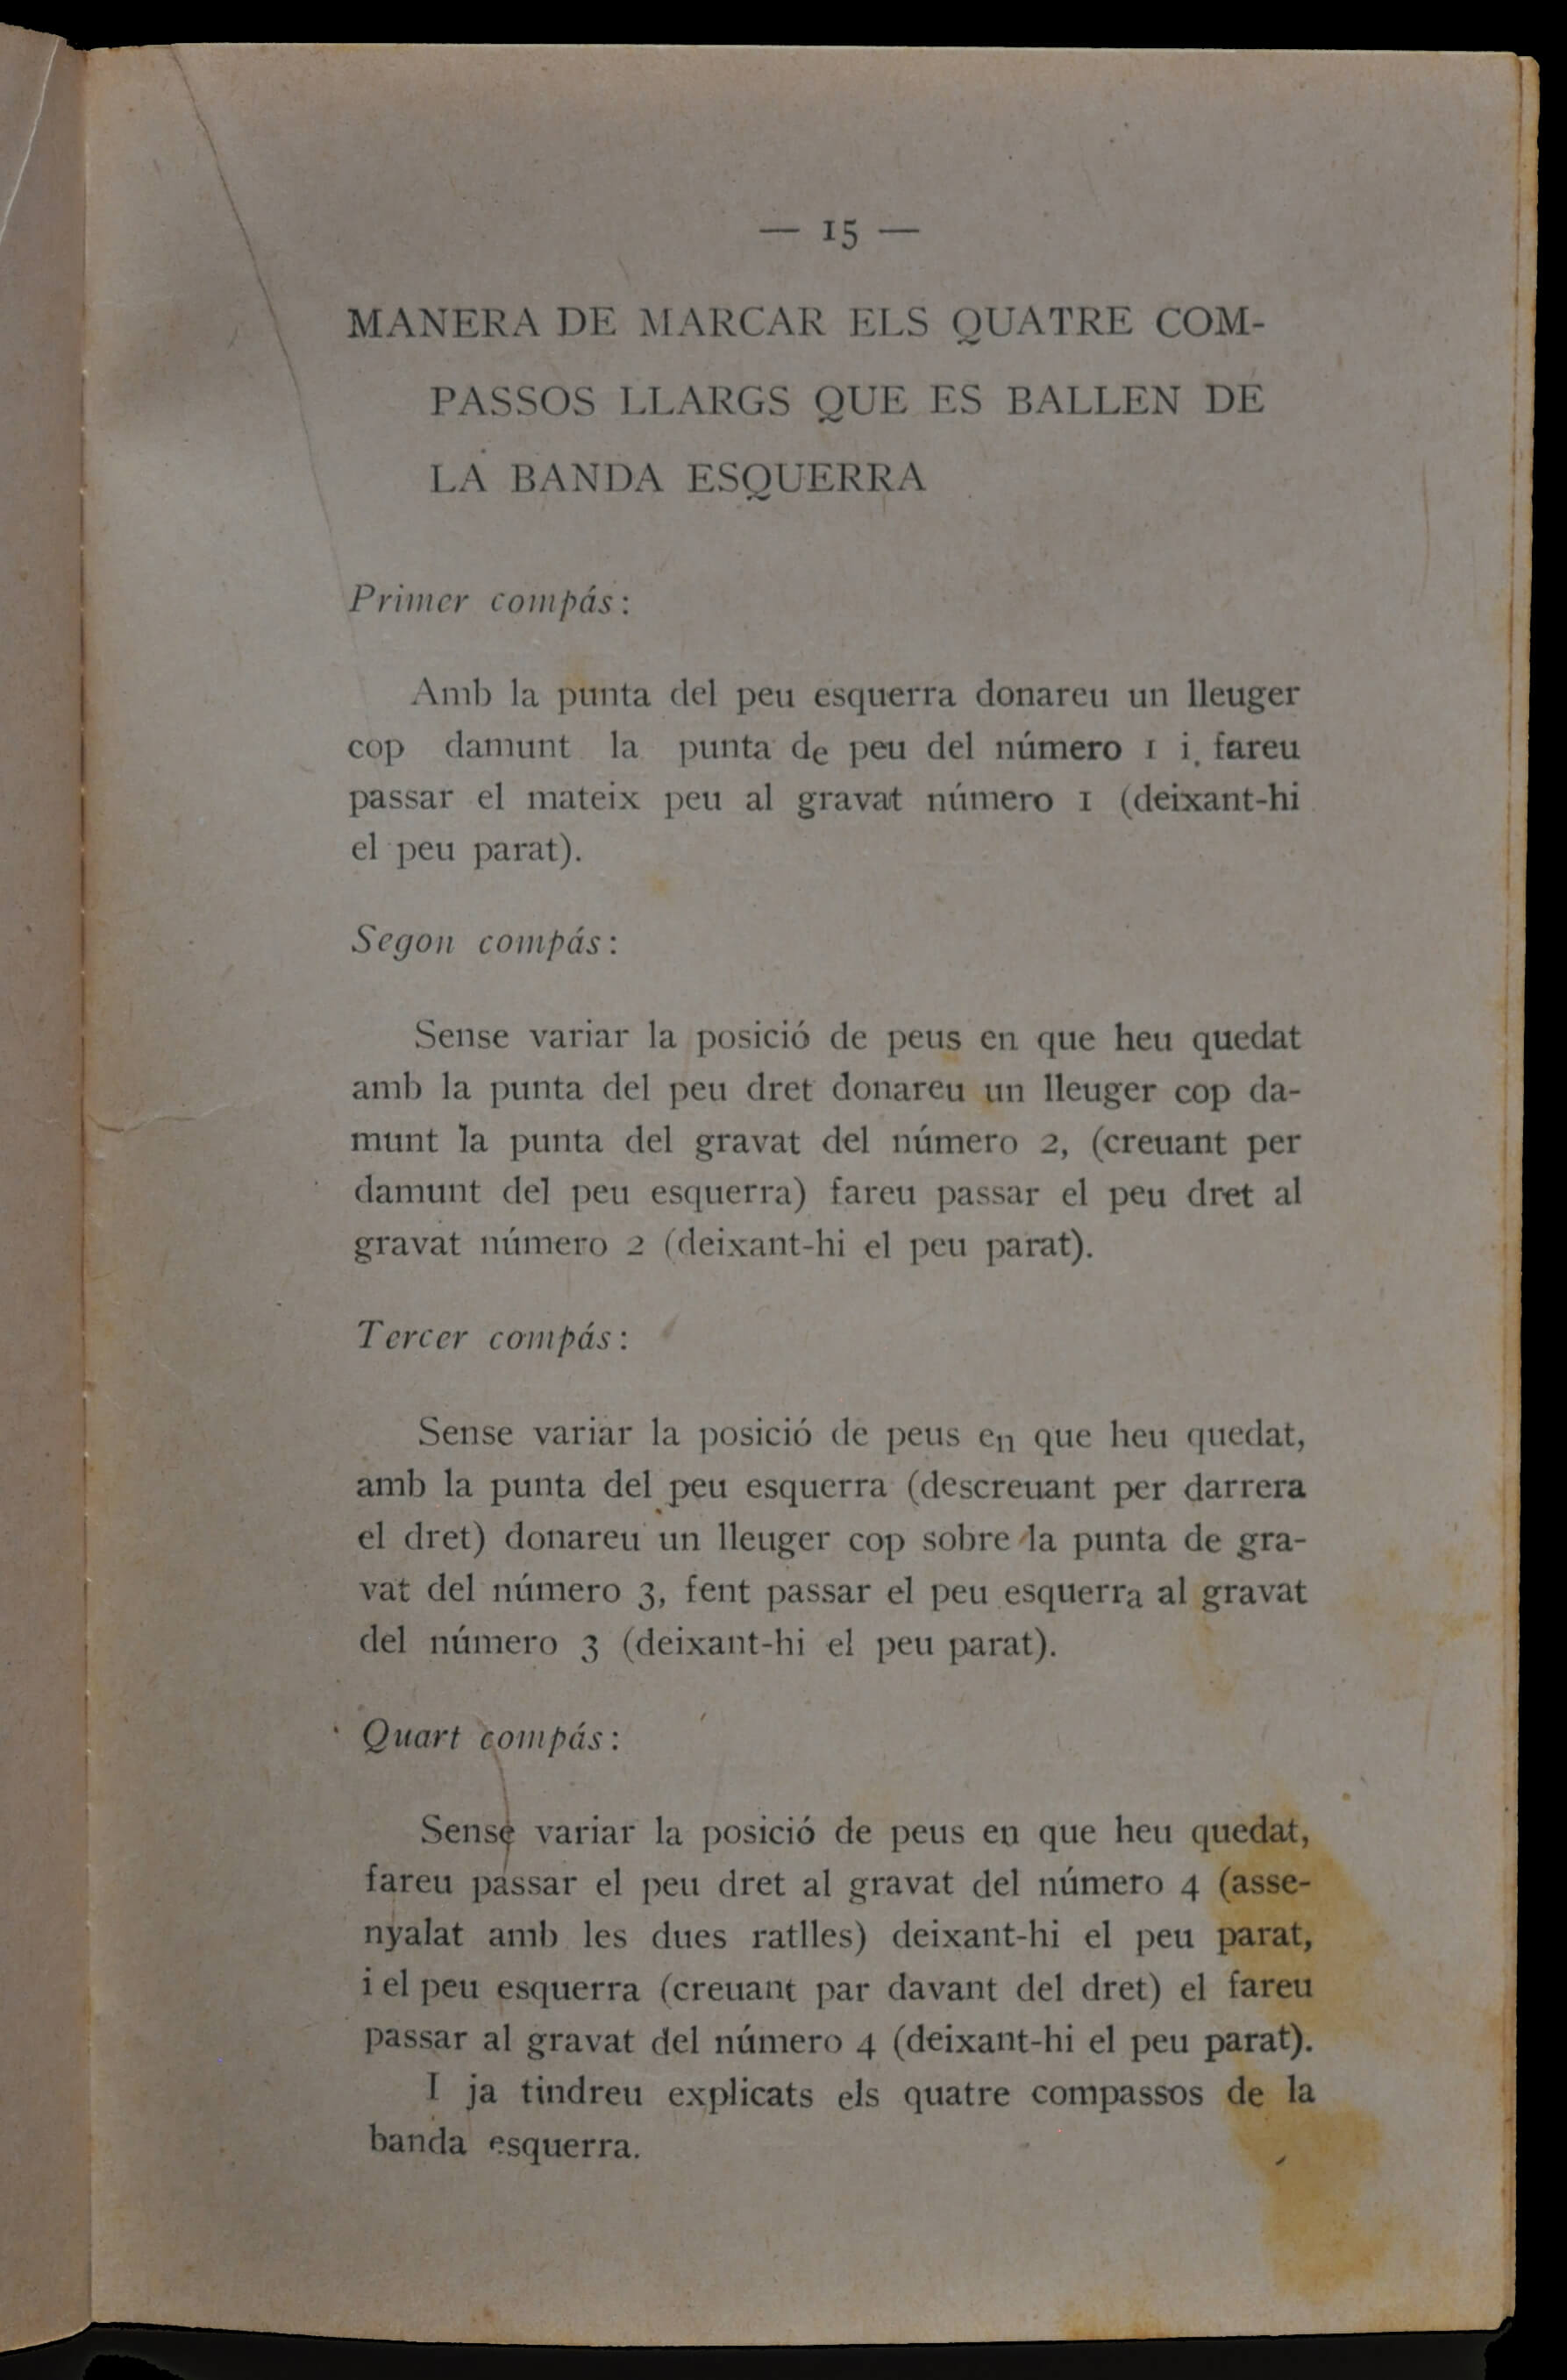 — 15 —
MANERA DE MARCAR ELS QUATRE COM-
PASSOS LLARGS QUE ES BALLEN DE
LA BANDA ESQUERRA
Primer compás:
Amb la punta del peu esquerra donareu un lleuger
cop damunt la punta de peu del número 1 i, fareu
passar el mateix peu al gravat número 1 (deixant-hi
el peu parat).
Segon compás:
Sense variar la posició de peus en que heu quedat
amb la punta del peu dret donareu un lleuger cop da-
munt la punta del gravat del número 2, (creuant per
damunt del peu esquerra) fareu passar el peu dret al
gravat número 2 (deixant-hi el peu parat).
Tercer compás:
Sense variar la posició de peus en que heu quedat,
amb la punta del peu esquerra (descreuant per darrera
el dret) donareu un lleuger cop sobre la punta de gra-
vat del número 3, fent passar el peu esquerra al gravat
del número 3 (deixant-hi el peu parat).
Quart compás:
Sense variar la posició de peus en que heu quedat,
fareu passar el peu dret al gravat del número 4 (asse-
nyalat amb les dues ratlles) deixant-hi el peu parat,
i el peu esquerra (creuant par davant del dret) el fareu
passar al gravat del número 4 (deixant-hi el peu parat).
I ja tindreu explicats els quatre compassos de la
banda esquerra.